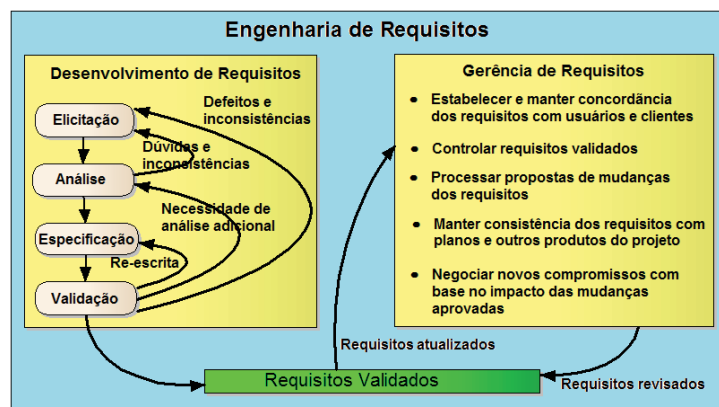 Engenharia de Requisitos
Desenvolvimento de Requisitos
Elicitação
Análise
Especificação
Validação
Defeitos e
inconsistências
Dúvidas e
inconsistências
Necessidade de
análise adicional
Re-escrita
Gerência de Requisitos
• Estabelecer e manter concordância
dos requisitos com usuários e clientes
• Controlar requisitos validados
• Processar propostas de mudanças
dos requisitos
• Manter consistência dos requisitos com
planos e outros produtos do projeto
• Negociar novos compromissos com
base no impacto das mudanças
aprovadas
Requisitos atualizados
Requisitos Validados
Requisitos revisados